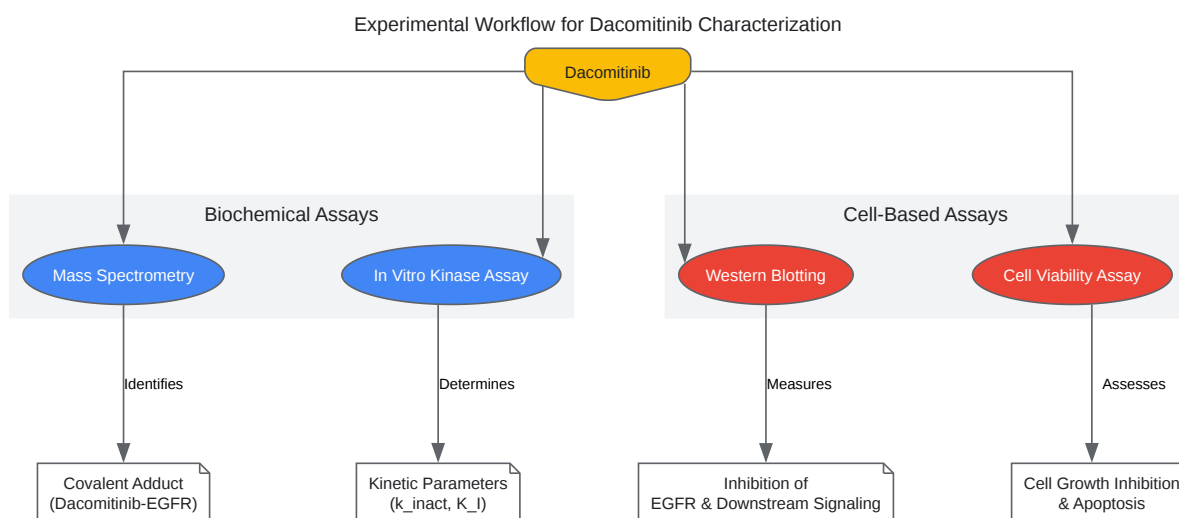 Experimental Workflow for Dacomitinib Characterization
Dacomitinib
Biochemical Assays
Cell-Based Assays
Mass Spectrometry
In Vitro Kinase Assay
Western Blotting
Cell Viability Assay
Identifies
Determines
Measures
Assesses
Covalent Adduct
(Dacomitinib-EGFR)
Kinetic Parameters
(k_inact, K_I)
Inhibition of
EGFR & Downstream Signaling
Cell Growth Inhibition
& Apoptosis